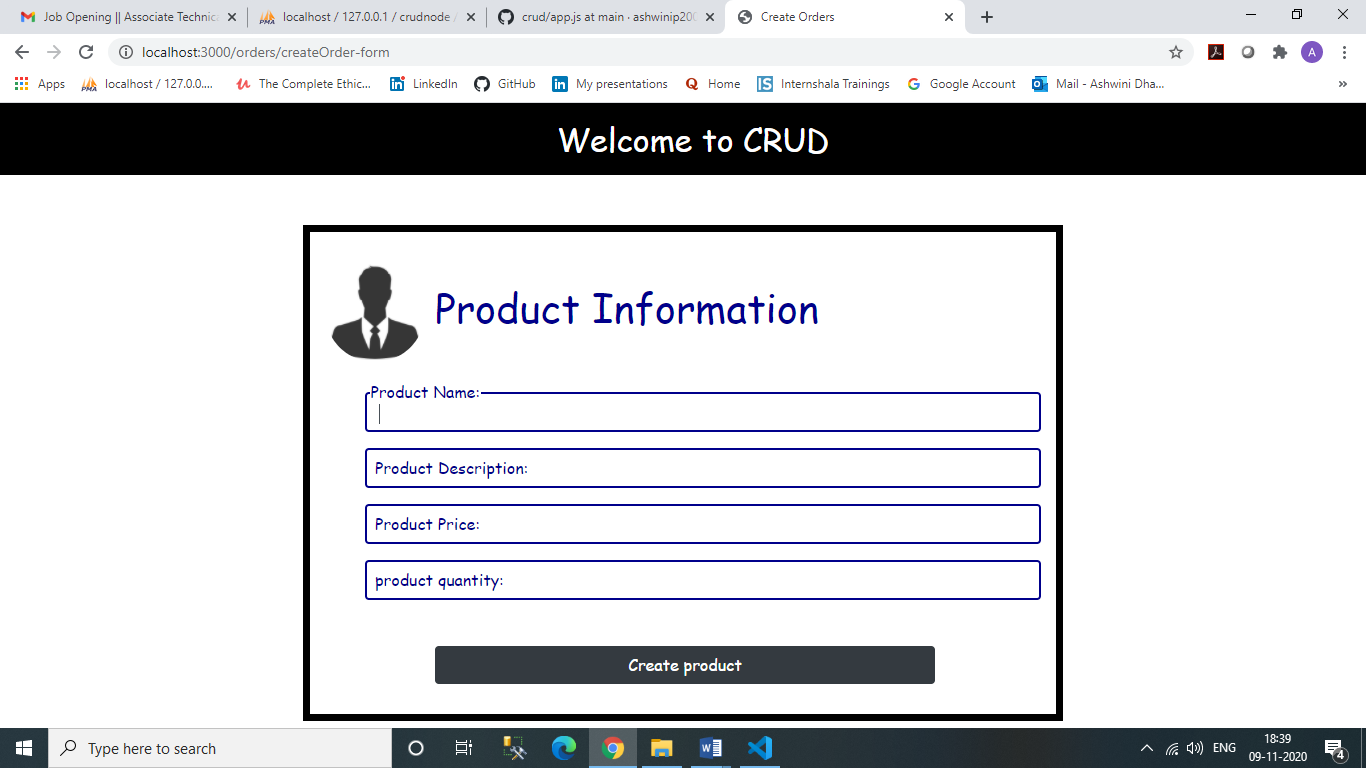 Job Opening || Associate Technica
localhost / 127.0.0.1 / crudnode /
crud/app.js at main · ashwinip200
Create Orders
localhost:3000/orders/createOrder-form
A
Apps
localhost / 127.0.0....
The Complete Ethic...
LinkedIn
GitHub
My presentations
Home
Internshala Trainings
Google Account
Mail - Ashwini Dha...
»
Welcome to CRUD
Product Information
Product Name:
Product Description:
Product Price:
product quantity:
Create product
Type here to search
ENG
18:39
09-11-2020
4